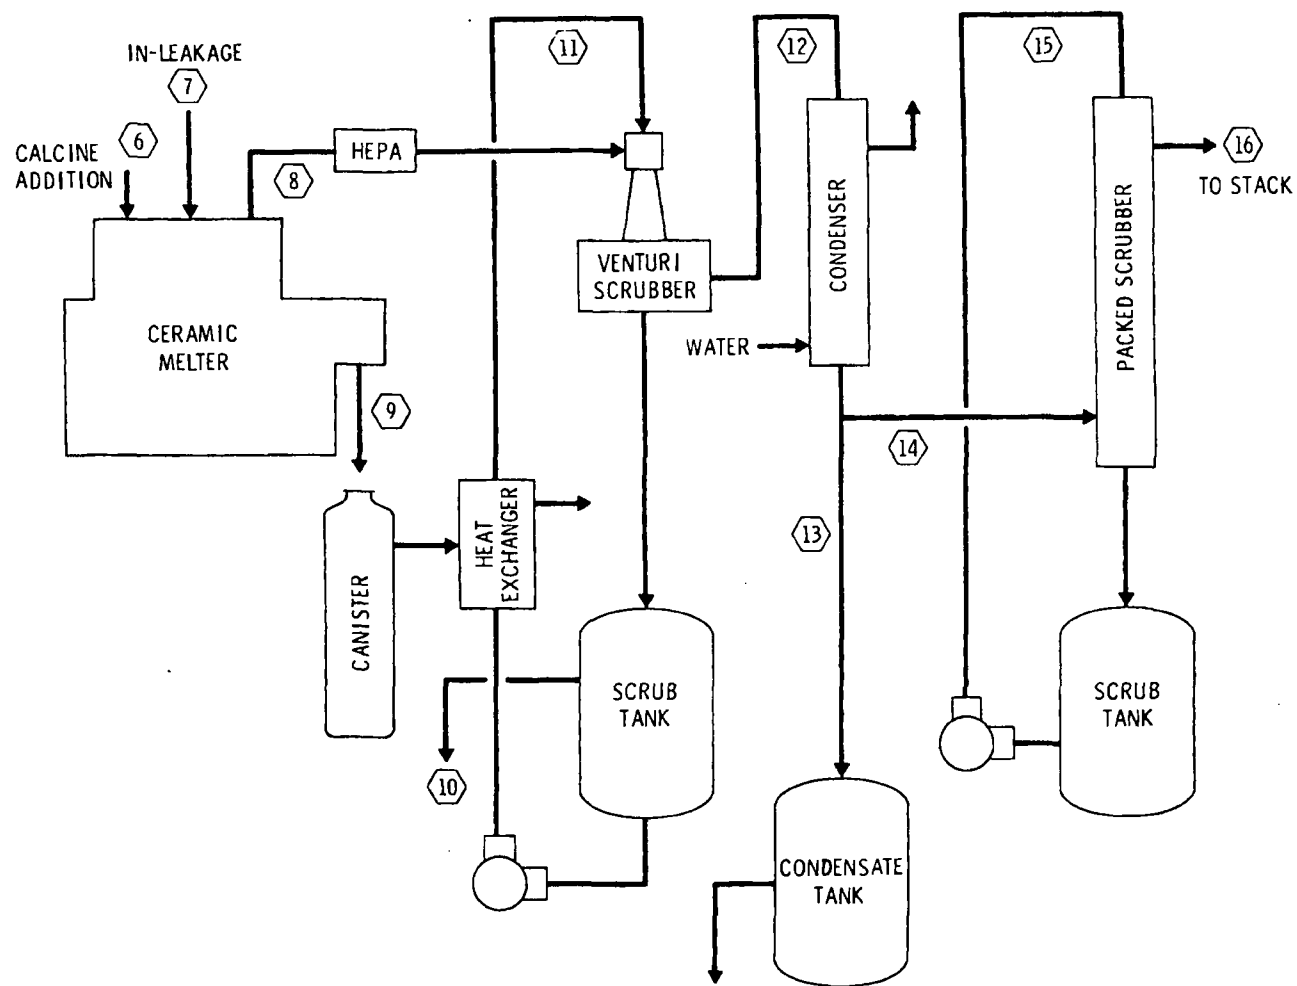 IN-LEAKAGE
7
11
12
15
6
CALCINE
ADDITION
8
HEPA
16
TO STACK
VENTURI
SCRUBBER
CONDENSER
PACKED SCRUBBER
CERAMIC
MELTER
WATER
9
14
HEAT
EXCHANGER
13
CANISTER
SCRUB
TANK
SCRUB
TANK
10
CONDENSATE
TANK